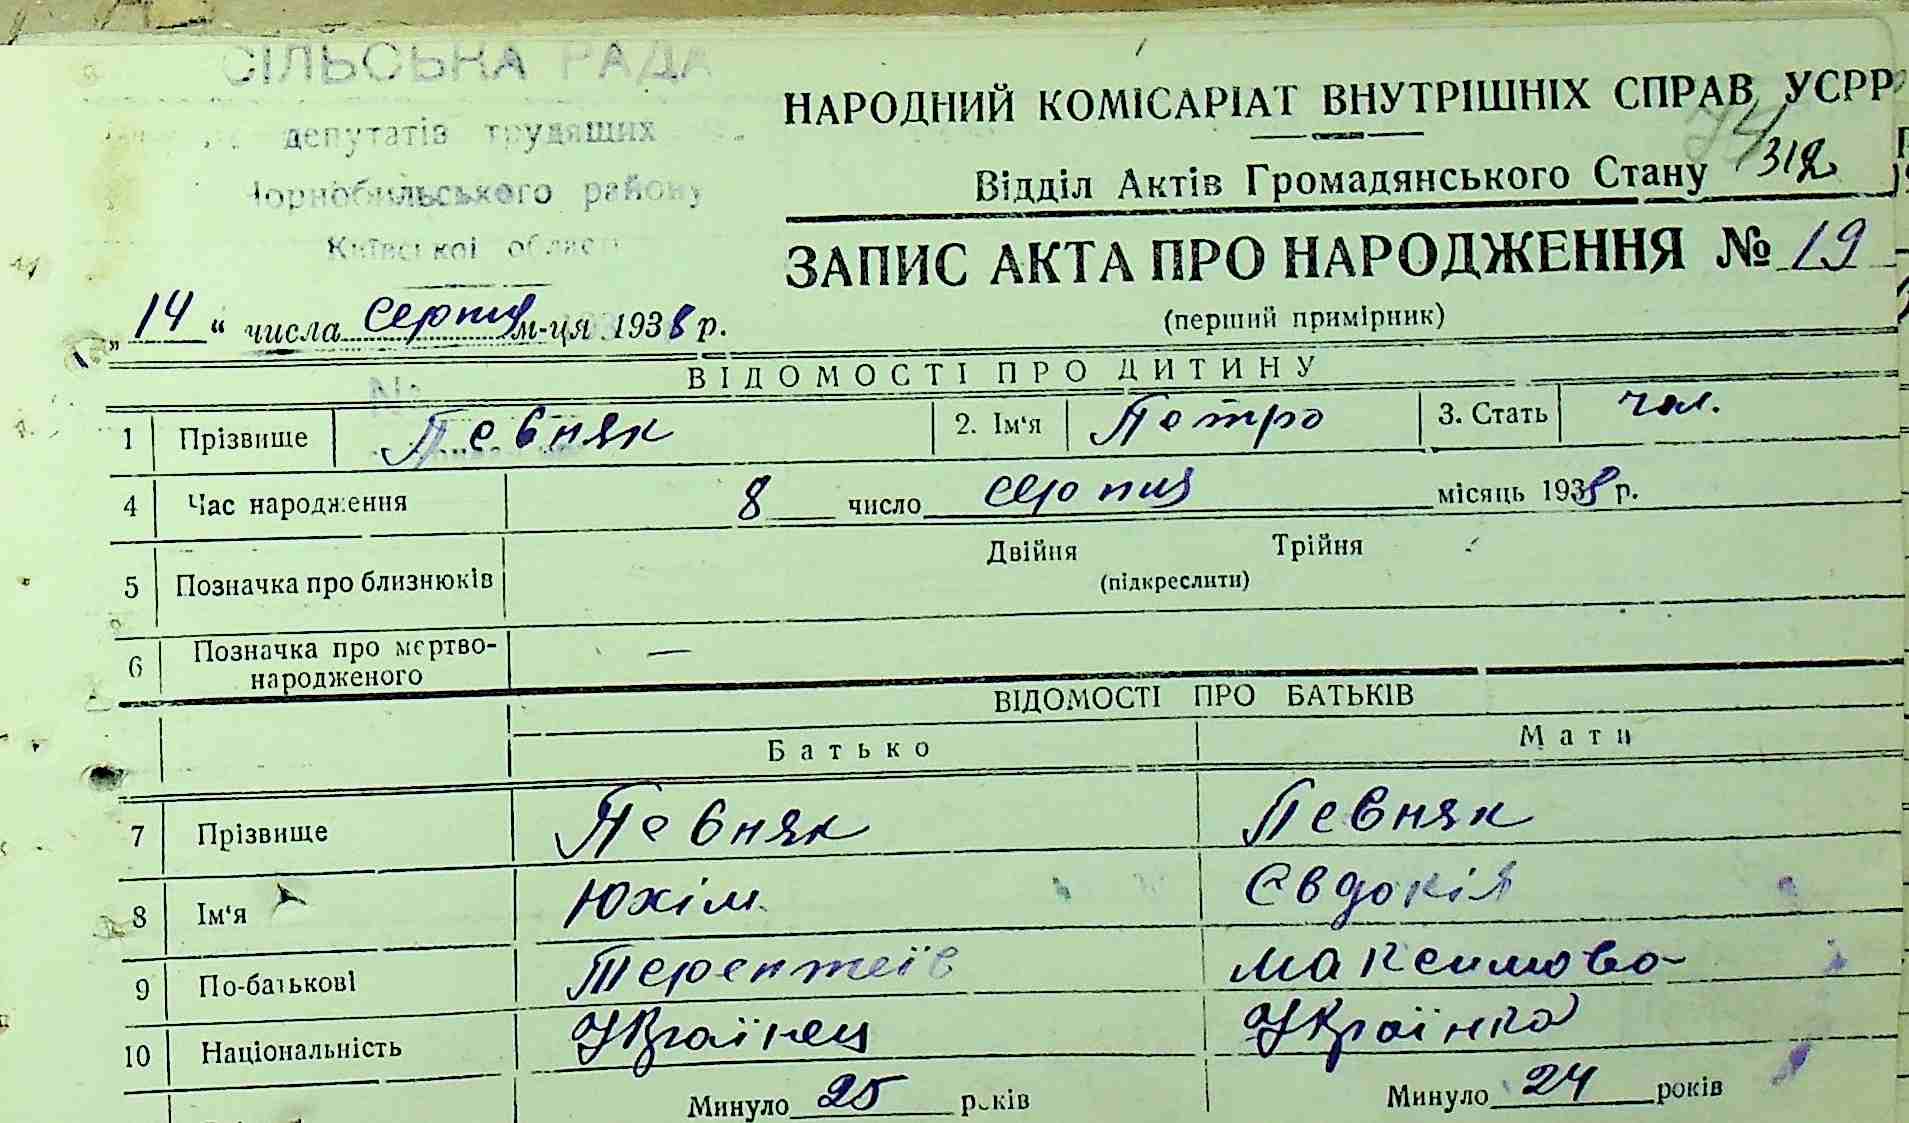 СІЛЬСЬКА РАДА
депутатів трудящих
Чорнобильського району
Київської області
НАРОДНИЙ КОМІСАРІАТ ВНУТРІШНІХ СПРАВ УСРР
Відділ Актів Громадянського Стану
ЗАПИС АКТА ПРО НАРОДЖЕННЯ № 19
(перший примірник)
„14“ числа серпня м-ця 1938 р.
ВІДОМОСТІ ПРО ДИТИНУ
1 Прізвище Певняк 2. Ім'я Петро 3. Стать чол.
4 Час народження 8 число серпня місяць 1938 р.
5 Позначка про близнюків Двійня Трійня
(підкреслити)
6 Позначка про мертво-
народженого —
ВІДОМОСТІ ПРО БАТЬКІВ
Батько Мати
7 Прізвище Певняк Певняк
8 Ім'я Юхім Євдокія
9 По-батькові Терентеїв Максимова
10 Національність Українец Українка
Минуло 25 років Минуло 24 років